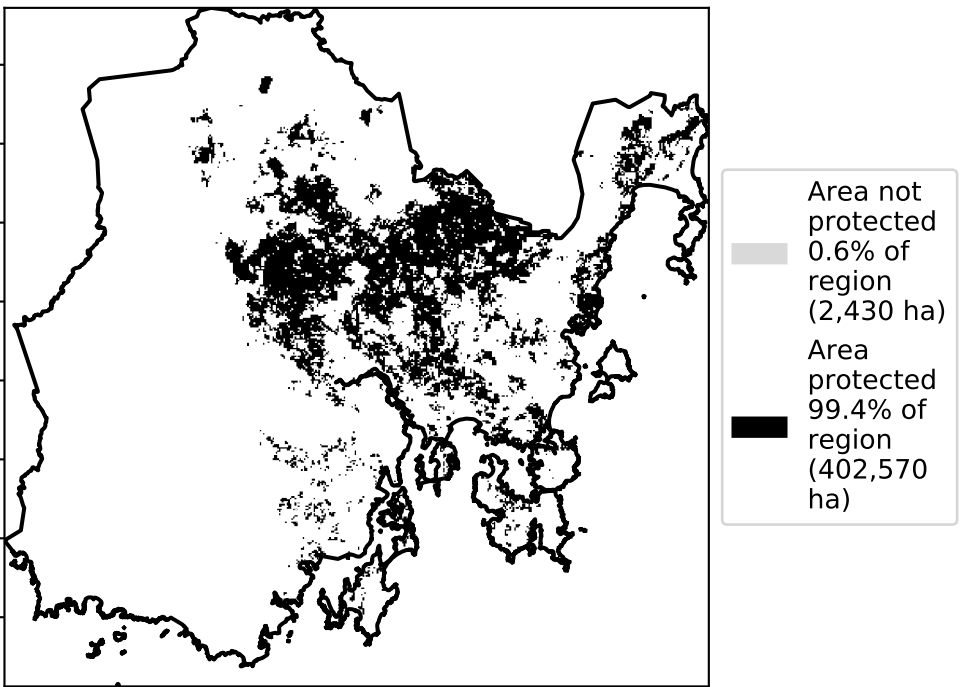 Area not
protected
0.6% of
region
(2,430 ha)
Area
protected
99.4% of
region
(402,570
ha)